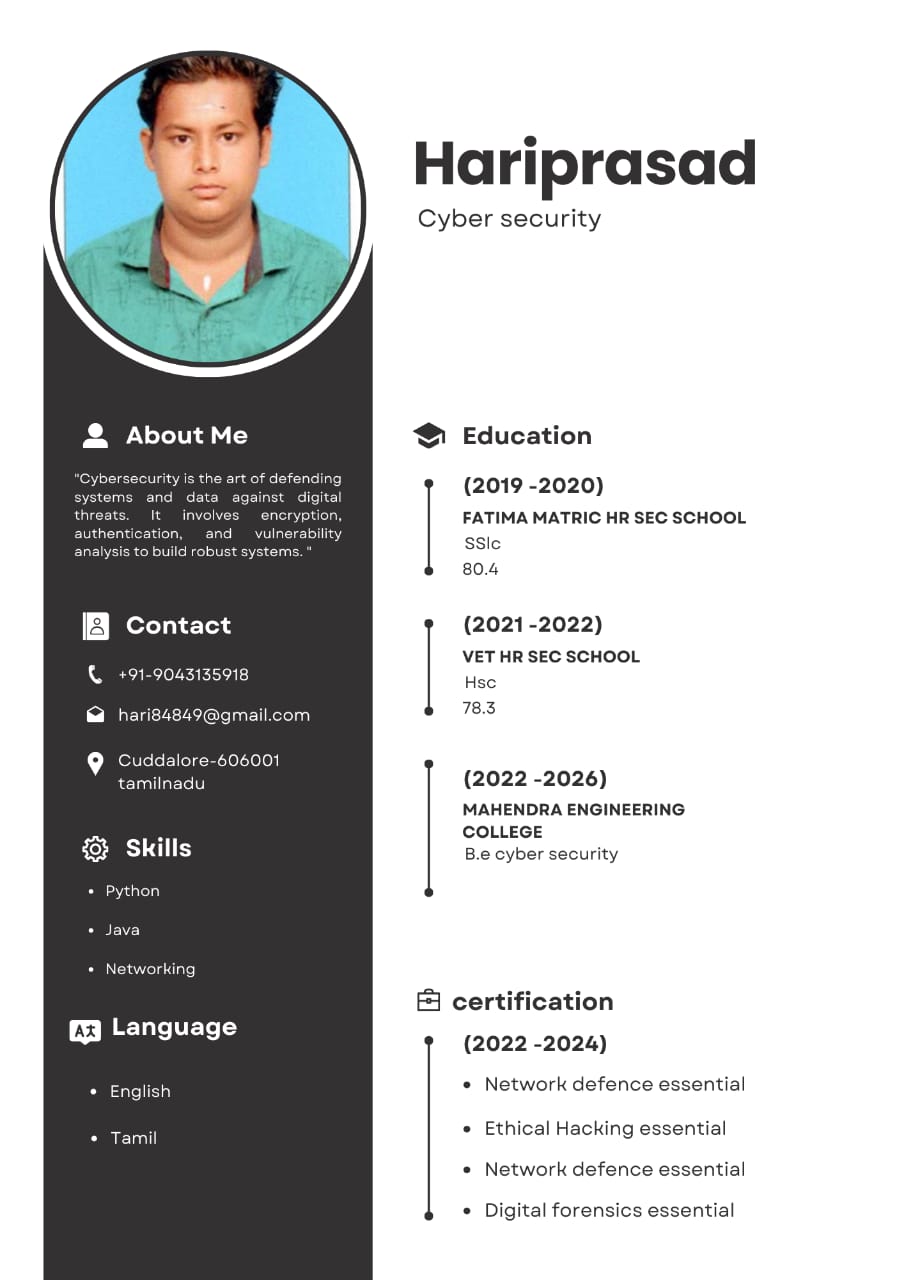 Hariprasad
Cyber security
About Me
"Cybersecurity is the art of defending
systems and data against digital
threats. It involves encryption,
authentication, and vulnerability
analysis to build robust systems. "
Contact
+91-9043135918
hari84849@gmail.com
Cuddalore-606001
tamilnadu
Skills
• Python
• Java
• Networking
Language
• English
• Tamil
Education
(2019 -2020)
FATIMA MATRIC HR SEC SCHOOL
SSlc
80.4
(2021 -2022)
VET HR SEC SCHOOL
Hsc
78.3
(2022 -2026)
MAHENDRA ENGINEERING
COLLEGE
B.e cyber security
certification
(2022 -2024)
• Network defence essential
• Ethical Hacking essential
• Network defence essential
• Digital forensics essential